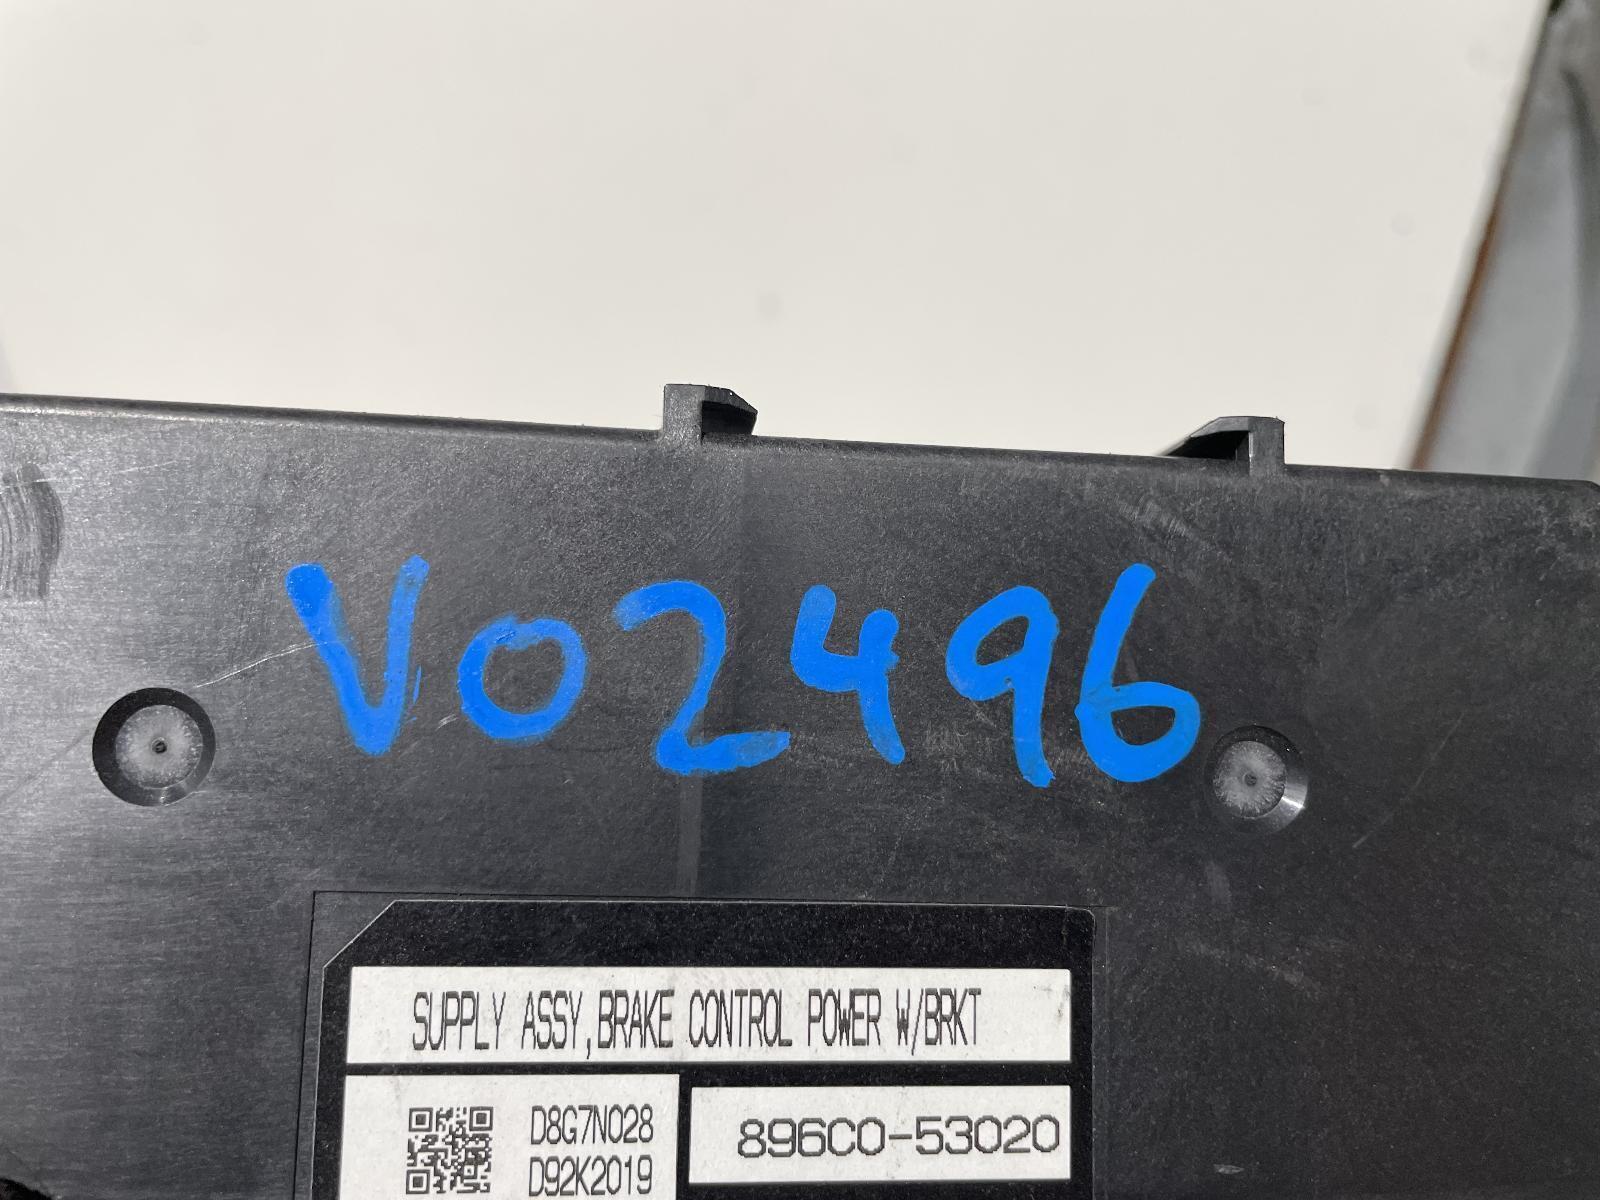 V02496
SUPPLY ASSY,BRAKE CONTROL POWER W/BRKT
D8G7N028
D92K2019
896C0-53020